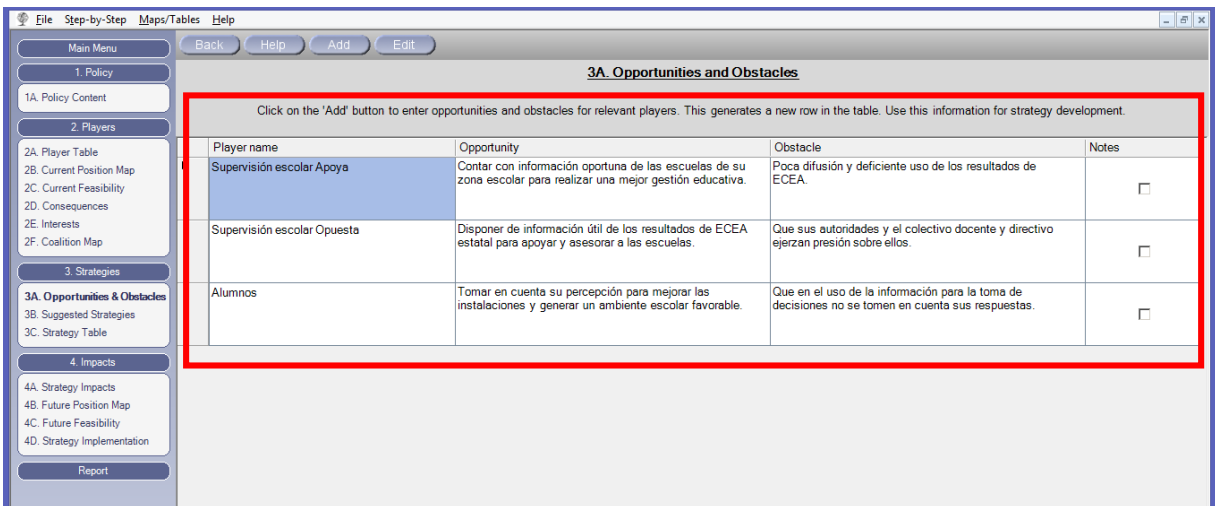 File Step-by-Step Maps/Tables Help
Main Menu
Back Help Add Edit
1. Policy
1A. Policy Content
2. Players
2A. Player Table
2B. Current Position Map
2C. Current Feasibility
2D. Consequences
2E. Interests
2F. Coalition Map
3. Strategies
3A. Opportunities & Obstacles
3B. Suggested Strategies
3C. Strategy Table
4. Impacts
4A. Strategy Impacts
4B. Future Position Map
4C. Future Feasibility
4D. Strategy Implementation
Report
3A. Opportunities and Obstacles
Click on the 'Add' button to enter opportunities and obstacles for relevant players. This generates a new row in the table. Use this information for strategy development.
Player name Opportunity Obstacle Notes
Supervisión escolar Apoya
Contar con información oportuna de las escuelas de su
zona escolar para realizar una mejor gestión educativa.
Poca difusión y deficiente uso de los resultados de
ECEA.
Supervisión escolar Opuesta
Disponer de información útil de los resultados de ECEA
estatal para apoyar y asesorar a las escuelas.
Que sus autoridades y el colectivo docente y directivo
ejerzan presión sobre ellos.
Alumnos
Tomar en cuenta su percepción para mejorar las
instalaciones y generar un ambiente escolar favorable.
Que en el uso de la información para la toma de
decisiones no se tomen en cuenta sus respuestas.